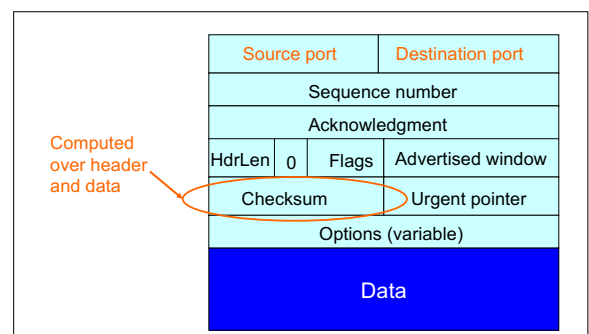 Source port
Destination port
Sequence number
Acknowledgment
HdrLen
0
Flags
Advertised window
Computed
over header
and data
Checksum
Urgent pointer
Options (variable)
Data